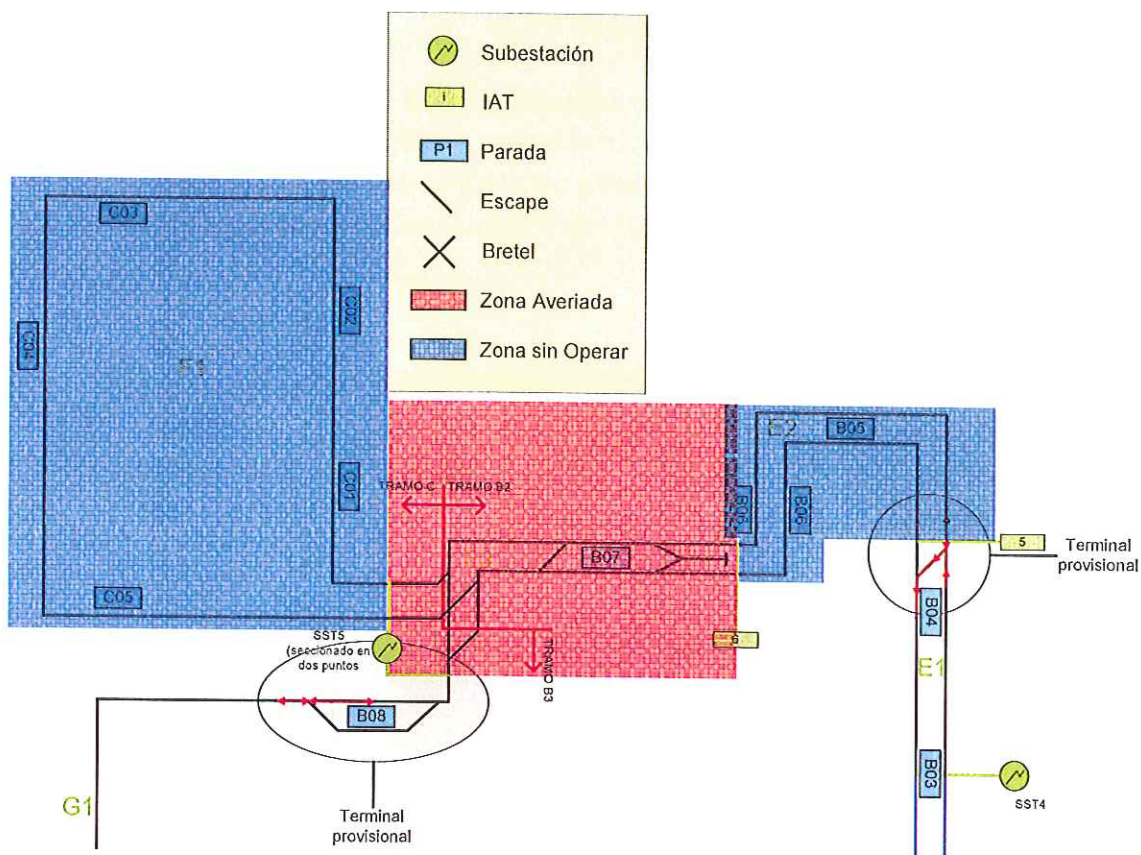 Subestación
i
IAT
P1
Parada
Escape
Bretel
Zona Averiada
Zona sin Operar
C03
C02
C04
F1
C01
C05
TRAMO C
TRAMO B2
B07
E2
B05
B06
B06
5
Terminal
provisional
B04
E1
SST5
(seccionado en
dos puntos
6
TRAMO B3
B08
G1
Terminal
provisional
B03
SST4